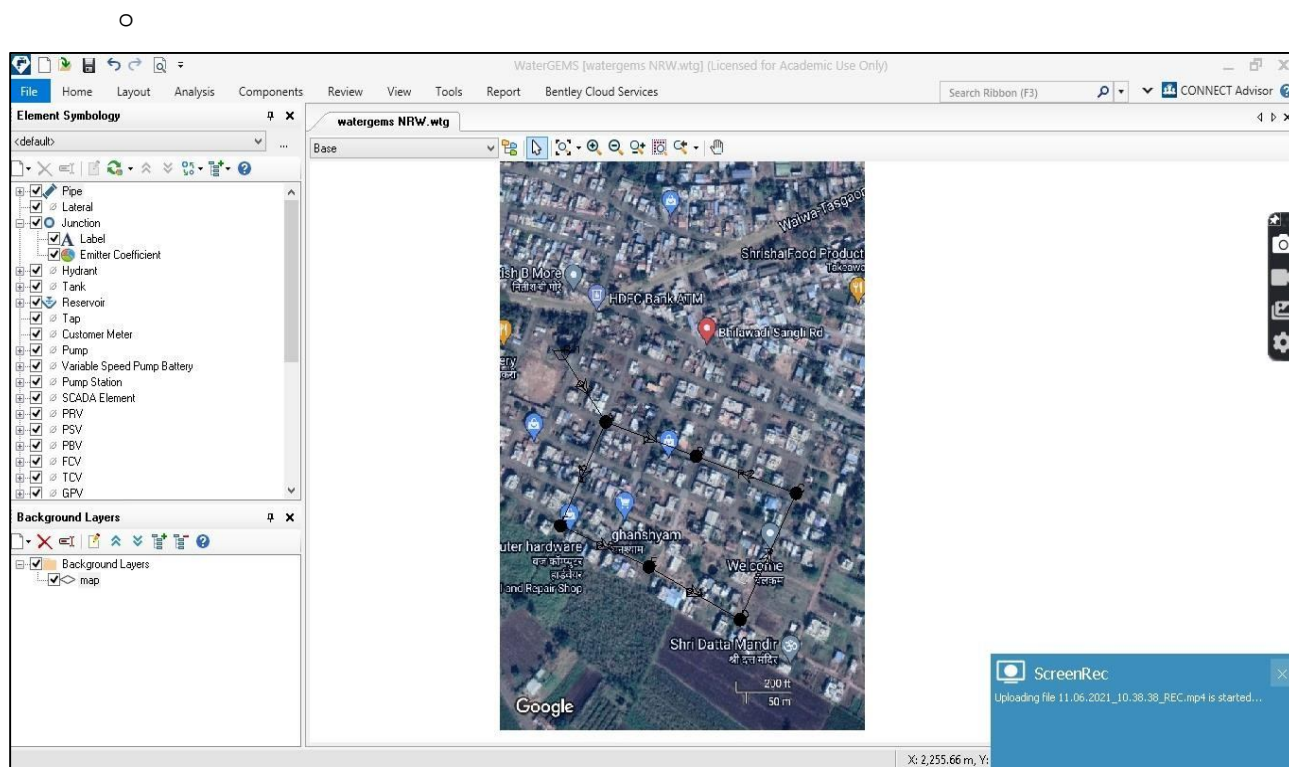 WaterGEMS [watergems NRW.wtg] (Licensed for Academic Use Only)
File Home Layout Analysis Components Review View Tools Report Bentley Cloud Services Search Ribbon (F3) CONNECT Advisor
Element Symbology
<default>
Pipe
Lateral
Junction
Label
Emitter Coefficient
Hydrant
Tank
Reservoir
Tap
Customer Meter
Pump
Variable Speed Pump Battery
Pump Station
SCADA Element
PRV
PSV
PBV
FCV
TCV
GPV
Background Layers
Background Layers
map
watergems NRW.wtg
Base
Walwa-Tasgaon
Shrisha Food Product
Takeawa
ish B More
HDFC Bank ATM
Bhilawadi Sangli Rd
ery
ghanshyam
uter hardware
Welcome
वेलकम
and Repair Shop
Shri Datta Mandir
श्री दत्त मंदिर
200 ft
50 m
Google
ScreenRec
Uploading file 11.06.2021_10.38.38_REC.mp4 is started...
X: 2,255.66 m, Y: